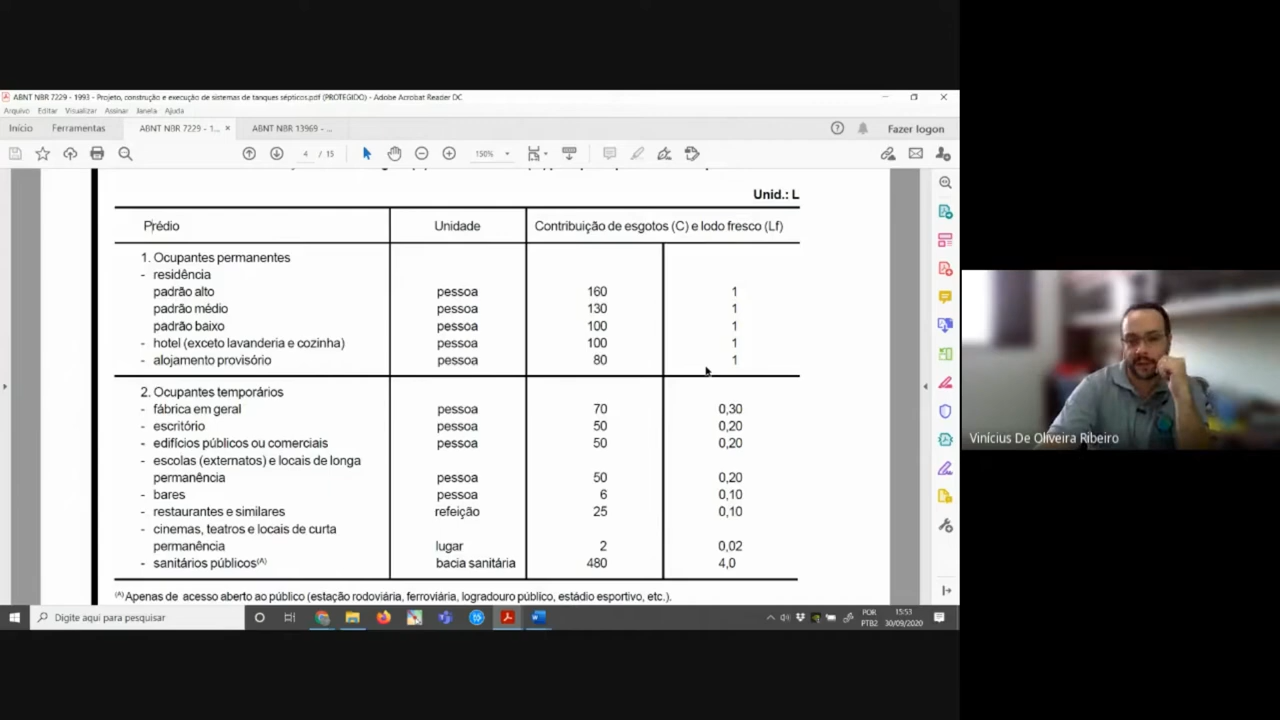 ABNT NBR 7229 - 1993 - Projeto, construção e execução de sistemas de tanques sépticos.pdf (PROTEGIDO) - Adobe Acrobat Reader DC
Arquivo Editar Visualizar Assinar Janela Ajuda
Início Ferramentas ABNT NBR 7229 - 1... × ABNT NBR 13969 - ... Fazer logon
4 / 15 150%
Unid.: L
Prédio Unidade Contribuição de esgotos (C) e lodo fresco (Lf)
1. Ocupantes permanentes
- residência
padrão alto pessoa 160 1
padrão médio pessoa 130 1
padrão baixo pessoa 100 1
- hotel (exceto lavanderia e cozinha) pessoa 100 1
- alojamento provisório pessoa 80 1
2. Ocupantes temporários
- fábrica em geral pessoa 70 0,30
- escritório pessoa 50 0,20
- edifícios públicos ou comerciais pessoa 50 0,20
- escolas (externatos) e locais de longa
permanência pessoa 50 0,20
- bares pessoa 6 0,10
- restaurantes e similares refeição 25 0,10
- cinemas, teatros e locais de curta
permanência lugar 2 0,02
- sanitários públicos(A) bacia sanitária 480 4,0
(A) Apenas de acesso aberto ao público (estação rodoviária, ferroviária, logradouro público, estádio esportivo, etc.).
Vinícius De Oliveira Ribeiro
Digite aqui para pesquisar
POR 15:53
PTB2 30/09/2020